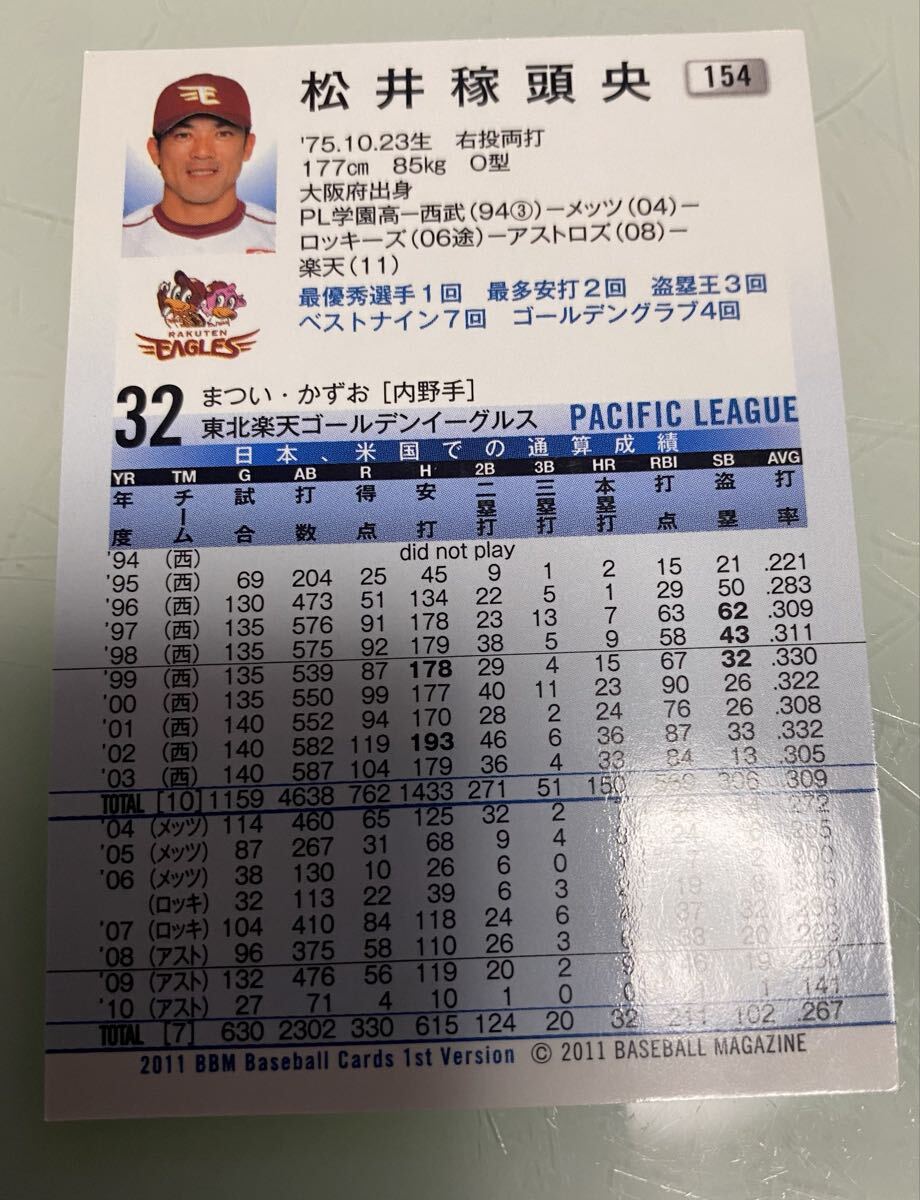 松井稼頭央 154
'75.10.23生 右投両打
177cm 85kg O型
大阪府出身
PL学園高ー西武(94③)ーメッツ(04)ー
ロッキーズ(06途)ーアストロズ(08)ー
楽天(11)
最優秀選手1回 最多安打2回 盗塁王3回
ベストナイン7回 ゴールデングラブ4回
E
RAKUTEN
EAGLES
32 まつい・かずお [内野手]
東北楽天ゴールデンイーグルス PACIFIC LEAGUE
日本、米国での通算成績
YR TM G AB R H 2B 3B HR RBI SB AVG
年度 チーム 試合 打数 得点 安打 二塁打 三塁打 本塁打 打点 盗塁 打率
'94 (西) did not play
'95 (西) 69 204 25 45 9 1 2 15 21 .221
'96 (西) 130 473 51 134 22 5 1 29 50 .283
'97 (西) 135 576 91 178 23 13 7 63 62 .309
'98 (西) 135 575 92 179 38 5 9 58 43 .311
'99 (西) 135 539 87 178 29 4 15 67 32 .330
'00 (西) 135 550 99 177 40 11 23 90 26 .322
'01 (西) 140 552 94 170 28 2 24 76 26 .308
'02 (西) 140 582 119 193 46 6 36 87 33 .332
'03 (西) 140 587 104 179 36 4 33 84 13 .305
TOTAL [10] 1159 4638 762 1433 271 51 150 306 .309
'04 (メッツ) 114 460 65 125 32 2 .272
'05 (メッツ) 87 267 31 68 9 4
'06 (メッツ) 38 130 10 26 6 0
(ロッキ) 32 113 22 39 6 3
'07 (ロッキ) 104 410 84 118 24 6 37 32
'08 (アスト) 96 375 58 110 26 3 20
'09 (アスト) 132 476 56 119 20 2 19 .250
'10 (アスト) 27 71 4 10 1 0 0 1 1 .141
TOTAL [7] 630 2302 330 615 124 20 32 211 102 .267
2011 BBM Baseball Cards 1st Version © 2011 BASEBALL MAGAZINE